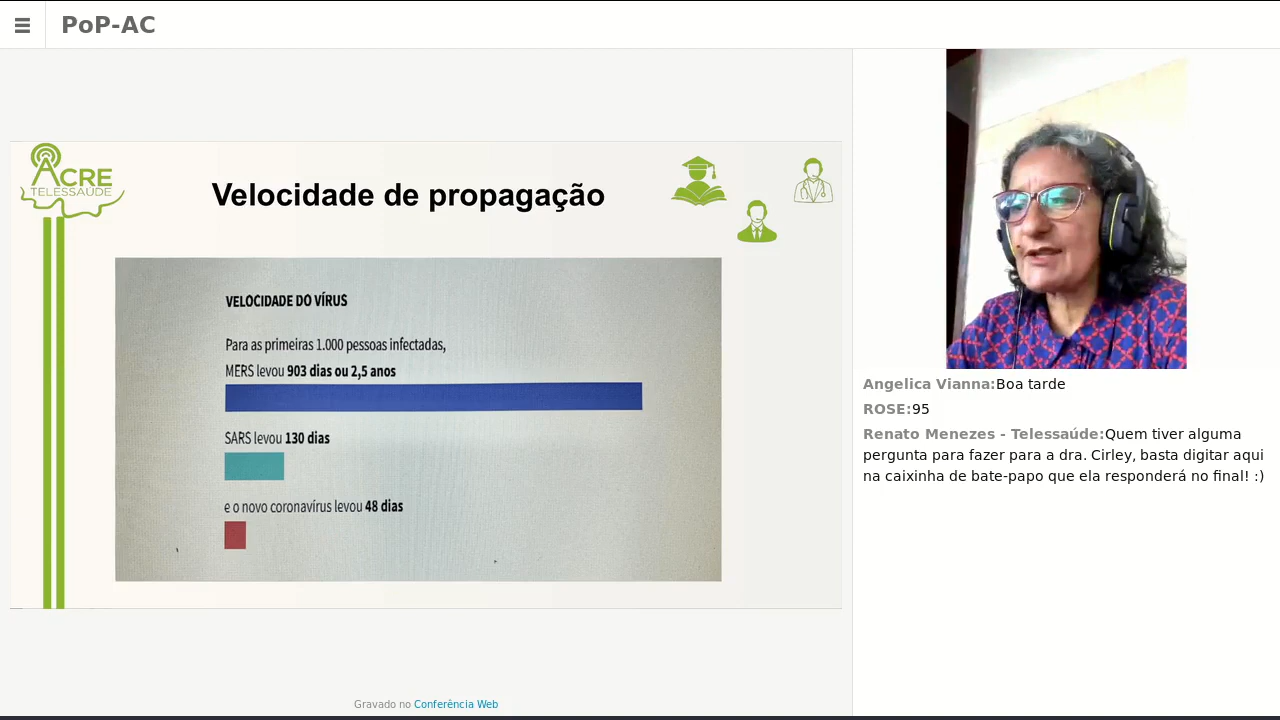 PoP-AC
ACRE
TELESSAÚDE
Velocidade de propagação
VELOCIDADE DO VÍRUS
Para as primeiras 1.000 pessoas infectadas,
MERS levou 903 dias ou 2,5 anos
SARS levou 130 dias
e o novo coronavírus levou 48 dias
Angelica Vianna:Boa tarde
ROSE:95
Renato Menezes - Telessaúde:Quem tiver alguma
pergunta para fazer para a dra. Cirley, basta digitar aqui
na caixinha de bate-papo que ela responderá no final! :)
Gravado no Conferência Web